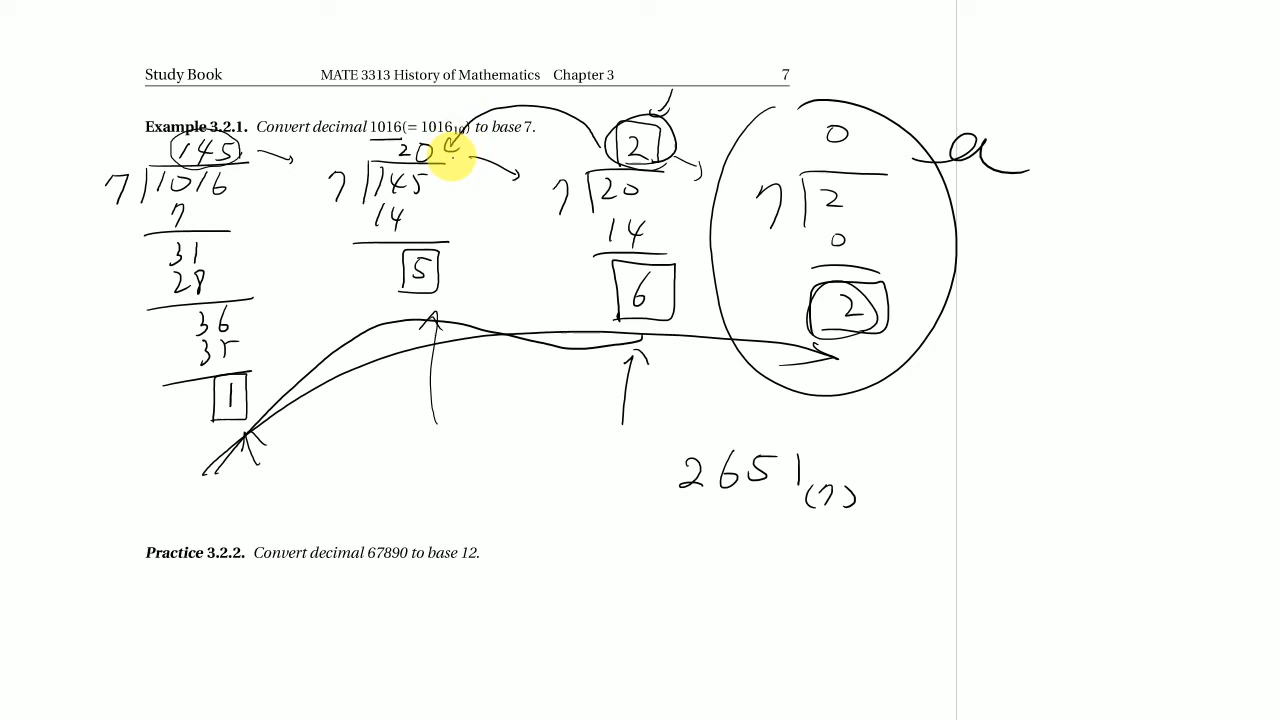 Study Book MATE 3313 History of Mathematics Chapter 3 7
Example 3.2.1. Convert decimal 1016(= 1016₁₀) to base 7.
145 20 2 0
7 1016 7 145 7 20 7 2
7 14 14 0
31 5 6 2
28
36
35
1
a
2651(7)
Practice 3.2.2. Convert decimal 67890 to base 12.